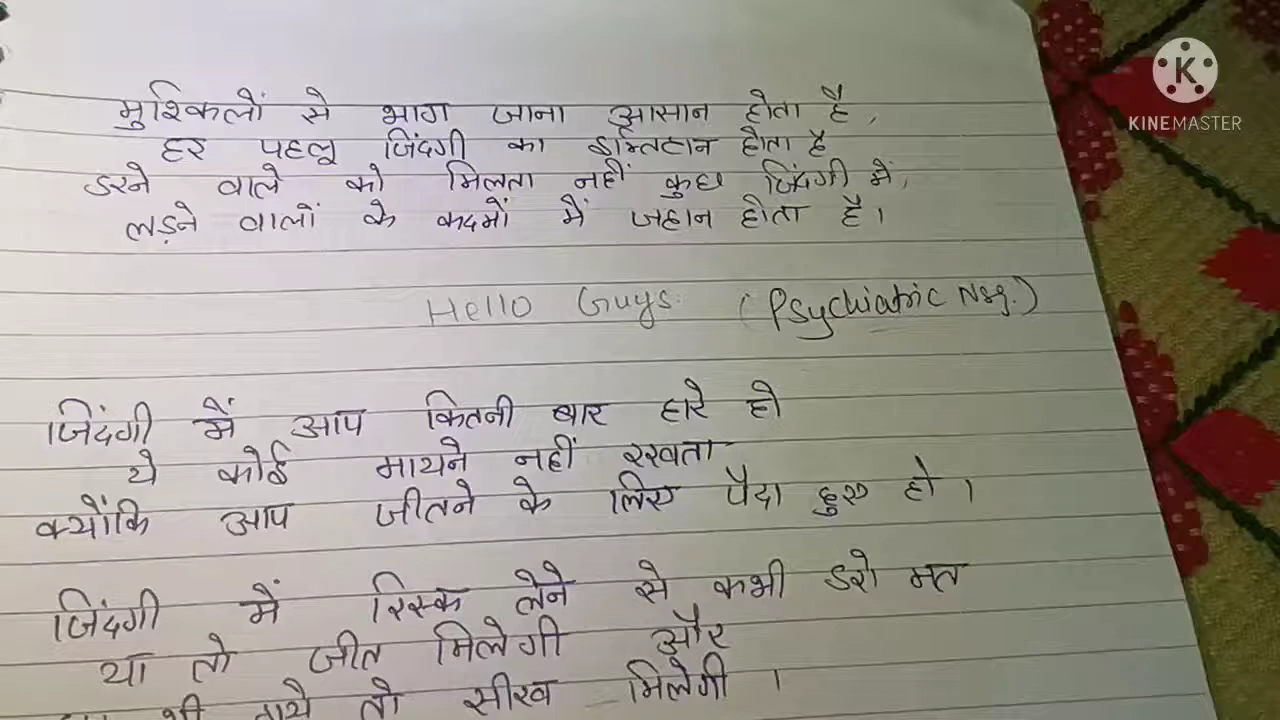 मुश्किलों से भाग जाना आसान होता है,
हर पहलू जिंदगी का इम्तिहान होता है
डरने वाले को मिलता नहीं कुछ जिंदगी में,
लड़ने वालों के कदमों में जहान होता है।
Hello Guys. (Psychiatric Nsg.)
जिंदगी में आप कितनी बार हारे हो
ये कोई मायने नहीं रखता
क्योंकि आप जीतने के लिए पैदा हुए हो।
जिंदगी में रिस्क लेने से कभी डरो मत
या तो जीत मिलेगी और
भी तो सीख मिलेगी।
K
KINEMASTER